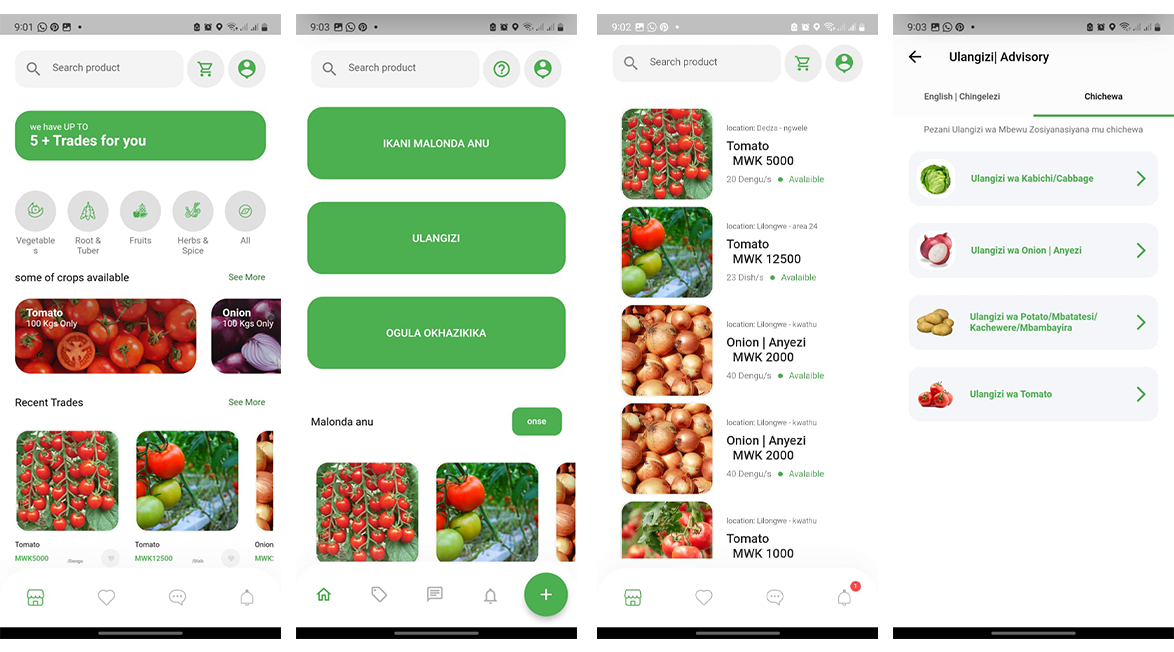 9:01
Search product
we have UP TO
5 + Trades for you
Vegetable
s
Root &
Tuber
Fruits
Herbs &
Spice
All
some of crops available
See More
Tomato
100 Kgs Only
Onion
100 Kgs Only
Recent Trades
See More
Tomato
MWK5000
/Dengu
Tomato
MWK12500
/Dish
Onion
MWK:
9:03
Search product
IKANI MALONDA ANU
ULANGIZI
OGULA OKHAZIKIKA
Malonda anu
onse
9:02
Search product
location: Dedza - ngwele
Tomato
MWK 5000
20 Dengu/s
Avalaible
location: Lilongwe - area 24
Tomato
MWK 12500
23 Dish/s
Avalaible
location: Lilongwe - kwathu
Onion | Anyezi
MWK 2000
40 Dengu/s
Avalaible
location: Lilongwe - kwathu
Onion | Anyezi
MWK 2000
40 Dengu/s
Avalaible
location: Lilongwe - kwathu
Tomato
MWK 1000
1
9:03
Ulangizi| Advisory
English | Chingelezi
Chichewa
Pezani Ulangizi wa Mbewu Zosiyanasiyana mu chichewa
Ulangizi wa Kabichi/Cabbage
Ulangizi wa Onion | Anyezi
Ulangizi wa Potato/Mbatatesi/
Kachewere/Mbambayira
Ulangizi wa Tomato